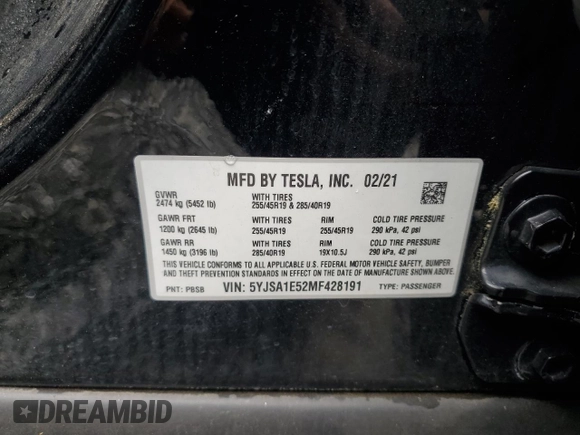 MFD BY TESLA, INC. 02/21
GVWR WITH TIRES
2474 kg (5452 lb) 255/45R19 & 285/40R19
GAWR FRT WITH TIRES RIM COLD TIRE PRESSURE
1200 kg (2645 lb) 255/45R19 255/45R19 290 kPa, 42 psi
GAWR RR WITH TIRES RIM COLD TIRE PRESSURE
1450 kg (3196 lb) 285/40R19 19X10.5J 290 kPa, 42 psi
THIS VEHICLE CONFORMS TO ALL APPLICABLE U.S. FEDERAL MOTOR VEHICLE SAFETY, BUMPER
AND THEFT PREVENTION STANDARDS IN EFFECT ON THE DATE OF MANUFACTURE SHOWN ABOVE.
PNT: PBSB VIN: 5YJSA1E52MF428191 TYPE: PASSENGER
DREAMBID